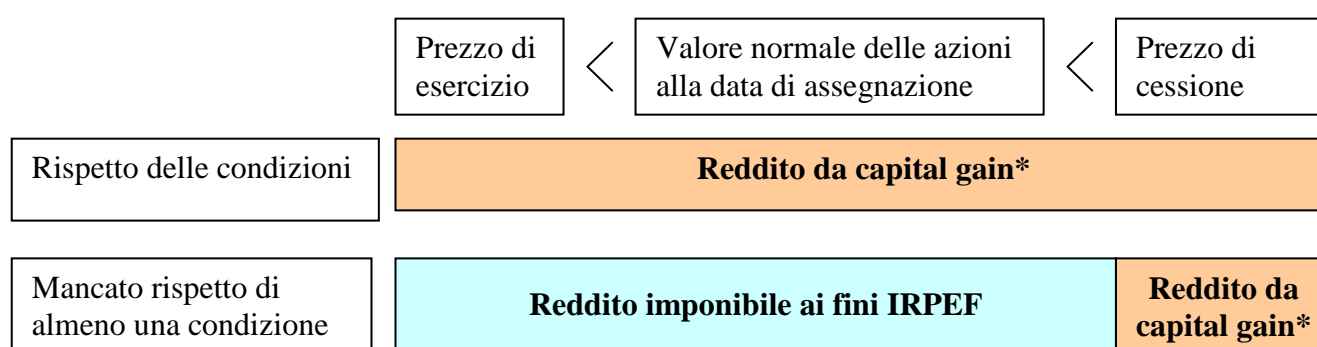 Prezzo di
esercizio
<
Valore normale delle azioni
alla data di assegnazione
<
Prezzo di
cessione
Rispetto delle condizioni
Reddito da capital gain*
Mancato rispetto di
almeno una condizione
Reddito imponibile ai fini IRPEF
Reddito da
capital gain*